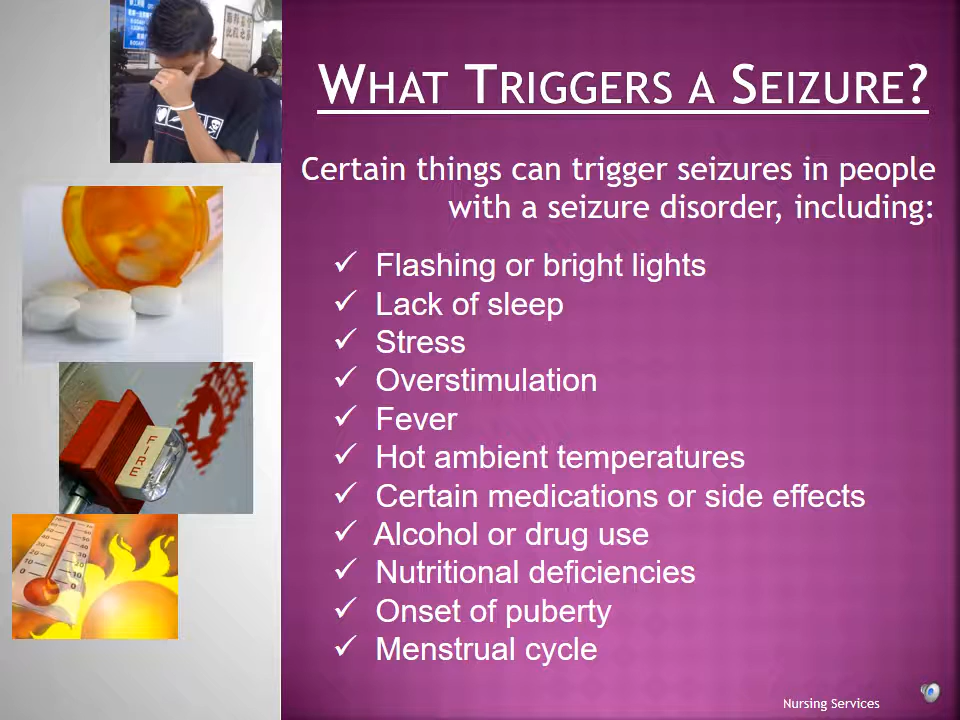 WHAT TRIGGERS A SEIZURE?
Certain things can trigger seizures in people
with a seizure disorder, including:
✓ Flashing or bright lights
✓ Lack of sleep
✓ Stress
✓ Overstimulation
✓ Fever
✓ Hot ambient temperatures
✓ Certain medications or side effects
✓ Alcohol or drug use
✓ Nutritional deficiencies
✓ Onset of puberty
✓ Menstrual cycle
FIRE
Nursing Services